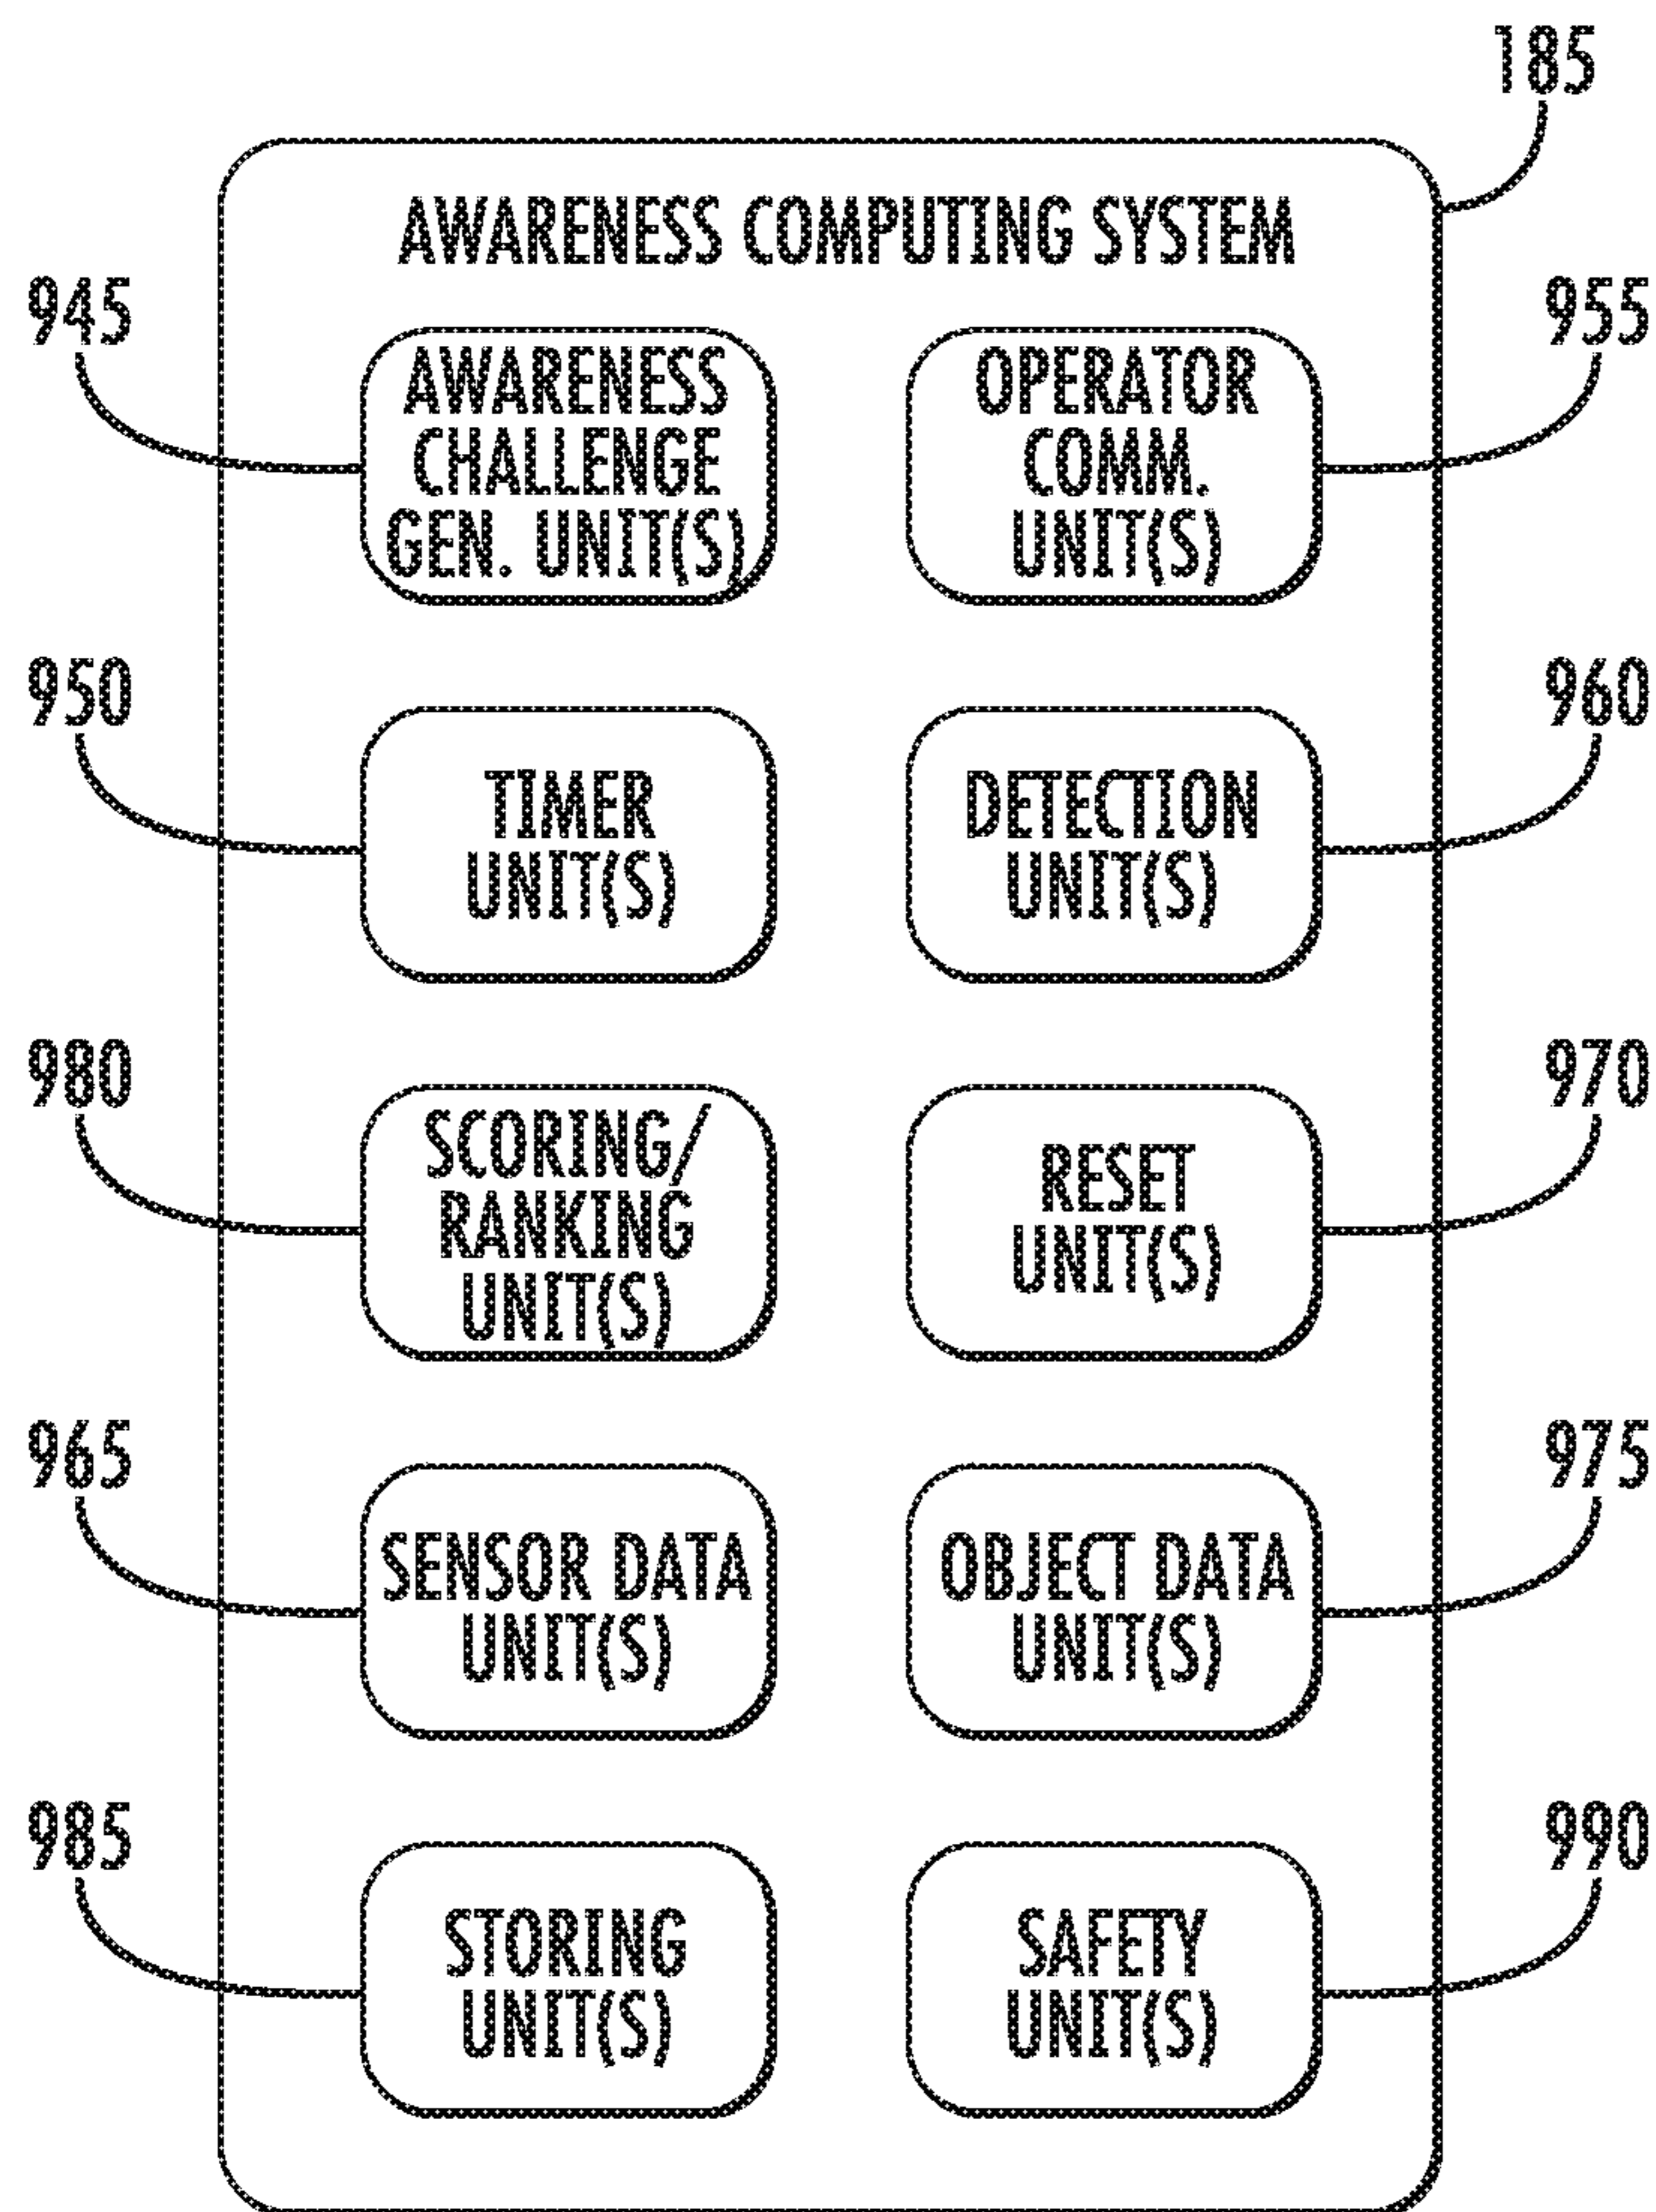 185
AWARENESS COMPUTING SYSTEM
945
AWARENESS
CHALLENGE
GEN. UNIT(S)
OPERATOR
COMM.
UNIT(S)
955
950
TIMER
UNIT(S)
DETECTION
UNIT(S)
960
980
SCORING/
RANKING
UNIT(S)
RESET
UNIT(S)
970
965
SENSOR DATA
UNIT(S)
OBJECT DATA
UNIT(S)
975
985
STORING
UNIT(S)
SAFETY
UNIT(S)
990